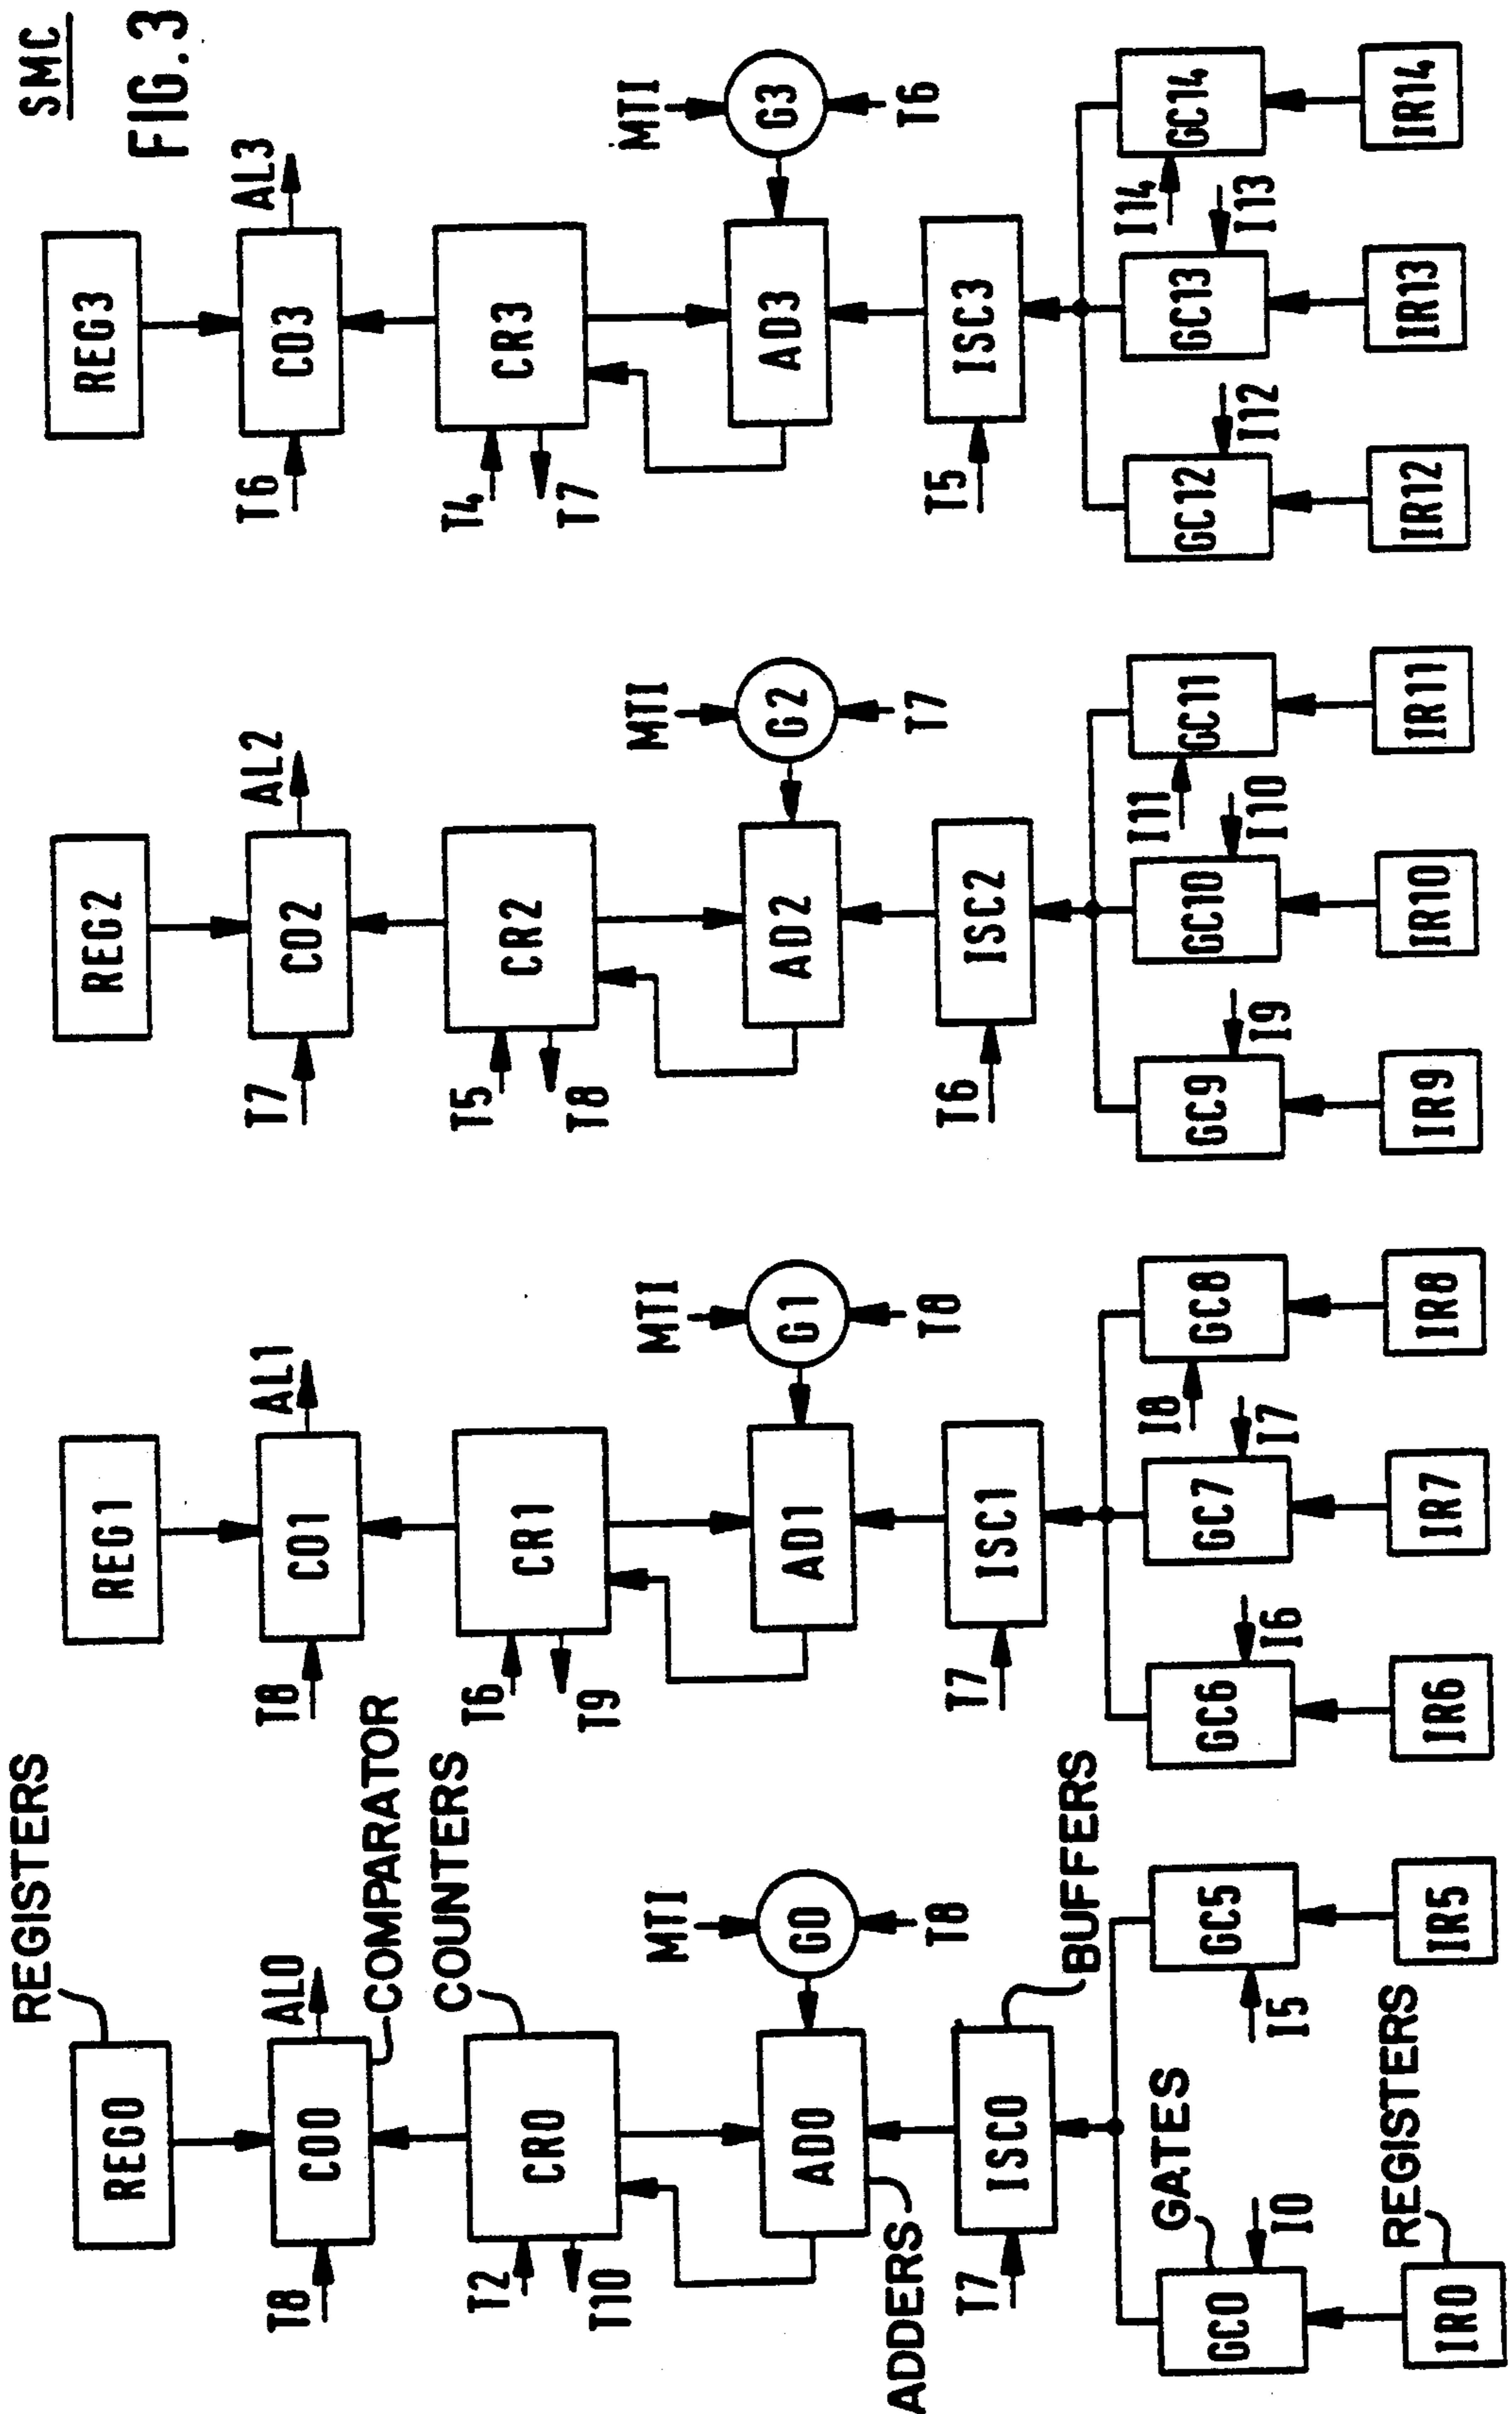 SMC
FIG.3
REGISTERS
REG0
REG1
REG2
REG3
T8
CO0
AL0
COMPARATOR
T8
CO1
AL1
T7
CO2
AL2
T6
CO3
AL3
COUNTERS
T2
T10
CR0
T6
T9
CR1
T5
T8
CR2
T4
T7
CR3
MTI
MTI
MTI
MTI
AD0
G0
AD1
G1
AD2
G2
AD3
G3
ADDERS
T8
T8
T7
T6
T7
ISC0
BUFFERS
T7
ISC1
T6
ISC2
T5
ISC3
GATES
GC0
I0
I5
GC5
GC6
I6
GC7
I7
I8
GC8
GC9
I9
GC10
I10
I11
GC11
GC12
I12
GC13
I13
I14
GC14
REGISTERS
IR0
IR5
IR6
IR7
IR8
IR9
IR10
IR11
IR12
IR13
IR14